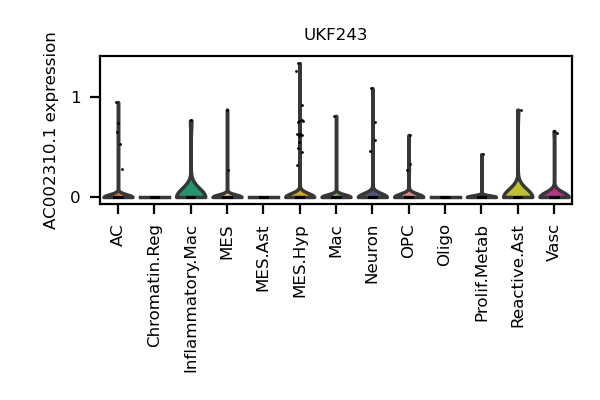 UKF243
AC002310.1 expression
1
0
AC
Chromatin.Reg
Inflammatory.Mac
MES
MES.Ast
MES.Hyp
Mac
Neuron
OPC
Oligo
Prolif.Metab
Reactive.Ast
Vasc